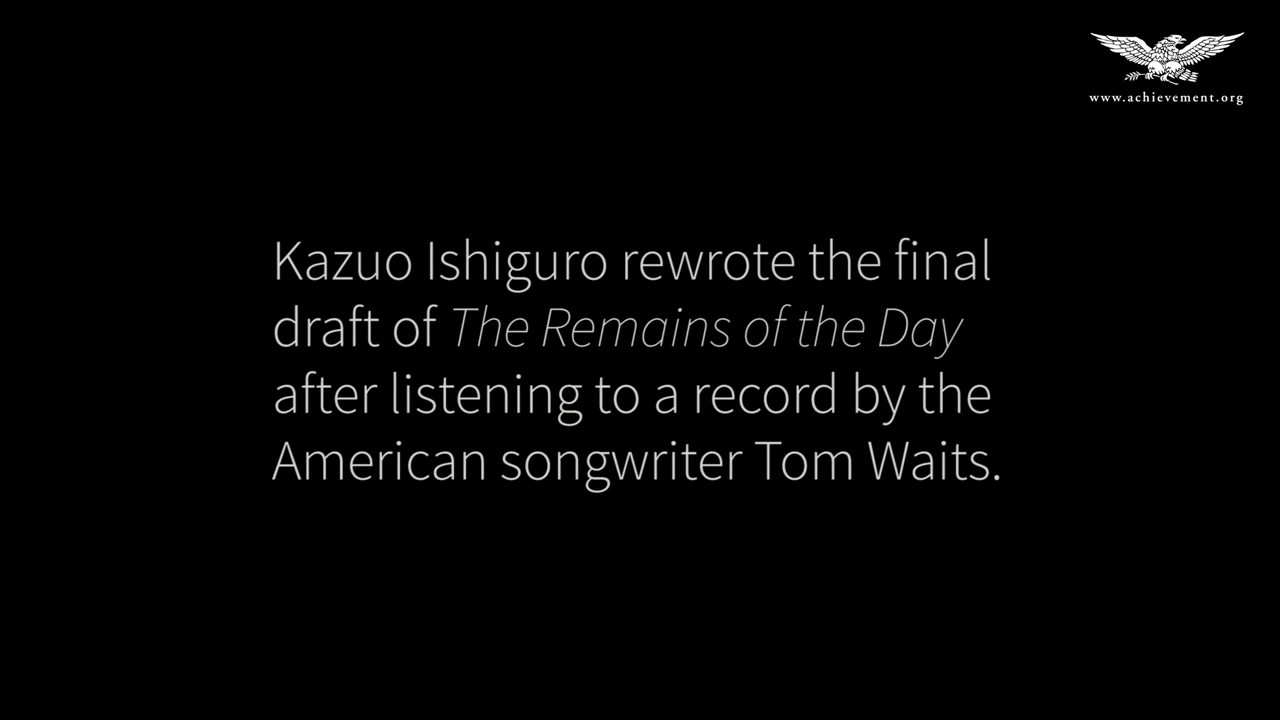 www.achievement.org
Kazuo Ishiguro rewrote the final
draft of The Remains of the Day
after listening to a record by the
American songwriter Tom Waits.